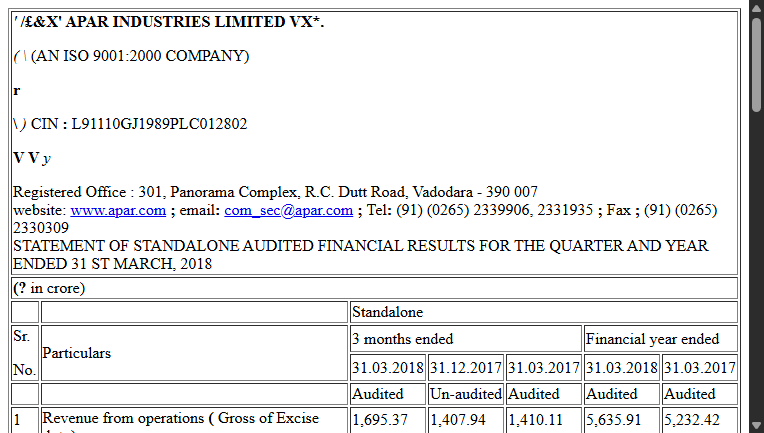 ' /£&X' APAR INDUSTRIES LIMITED VX*.
( \ (AN ISO 9001:2000 COMPANY)
r
\ ) CIN : L91110GJ1989PLC012802
V V y
Registered Office : 301, Panorama Complex, R.C. Dutt Road, Vadodara - 390 007
website: www.apar.com ; email: com_sec@apar.com ; Tel: (91) (0265) 2339906, 2331935 ; Fax ; (91) (0265)
2330309
STATEMENT OF STANDALONE AUDITED FINANCIAL RESULTS FOR THE QUARTER AND YEAR
ENDED 31 ST MARCH, 2018
(? in crore)
Standalone
Sr.
No.
Particulars
3 months ended Financial year ended
31.03.2018 31.12.2017 31.03.2017 31.03.2018 31.03.2017
Audited Un-audited Audited Audited Audited
1 Revenue from operations ( Gross of Excise 1,695.37 1,407.94 1,410.11 5,635.91 5,232.42